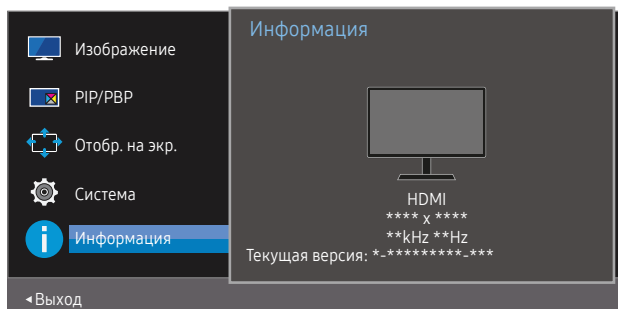 Изображение
PIP/PBP
Отобр. на экр.
Система
Информация
Информация
HDMI
**** x ****
**kHz **Hz
Текущая версия: *-*********-***
◂Выход